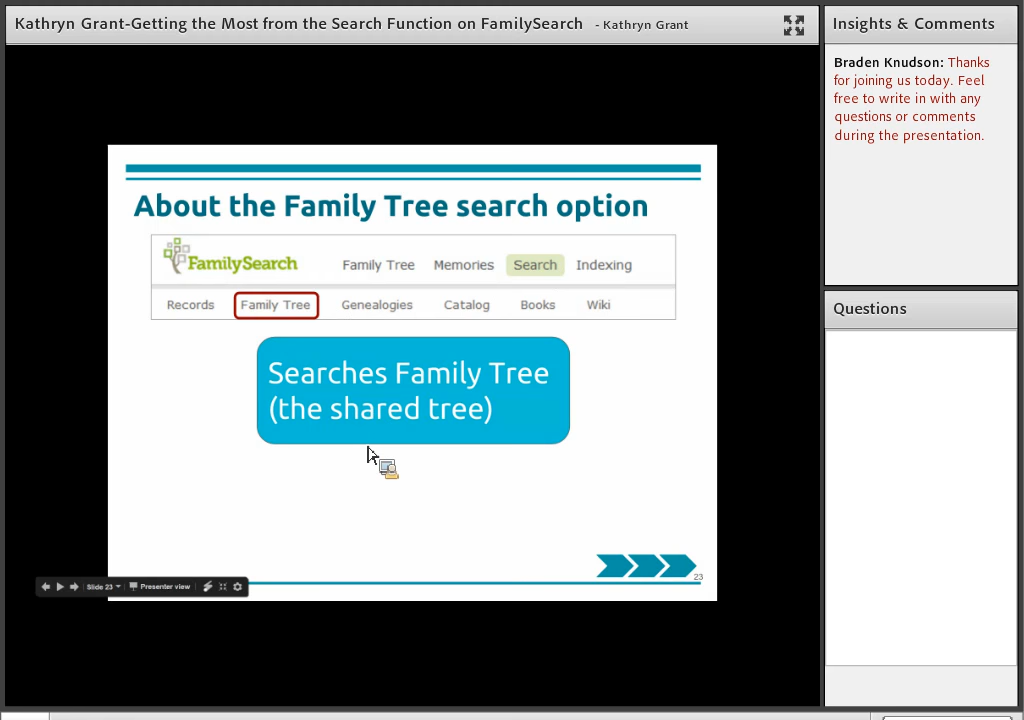 Kathryn Grant-Getting the Most from the Search Function on FamilySearch - Kathryn Grant
Insights & Comments
Braden Knudson: Thanks
for joining us today. Feel
free to write in with any
questions or comments
during the presentation.
About the Family Tree search option
FamilySearch Family Tree Memories Search Indexing
Records Family Tree Genealogies Catalog Books Wiki
Searches Family Tree
(the shared tree)
23
Slide 23 Presenter view
Questions